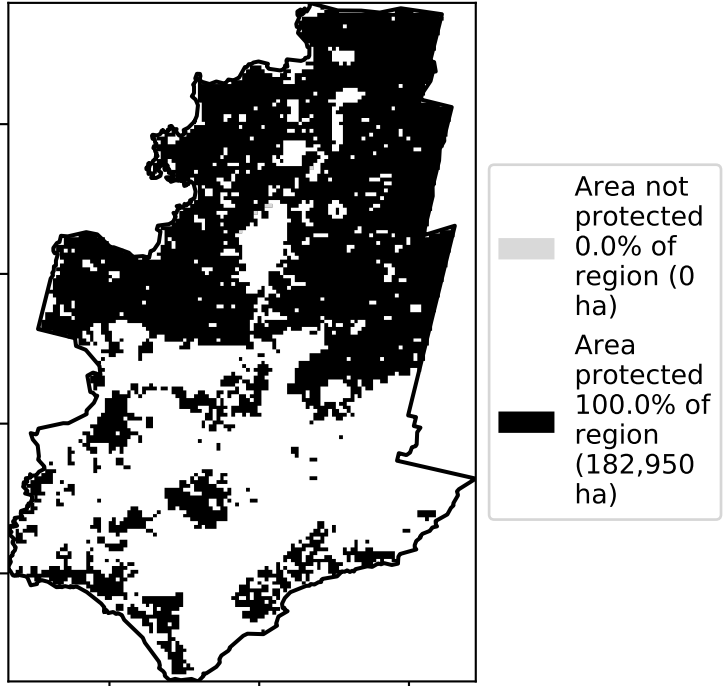 Area not
protected
0.0% of
region (0
ha)
Area
protected
100.0% of
region
(182,950
ha)